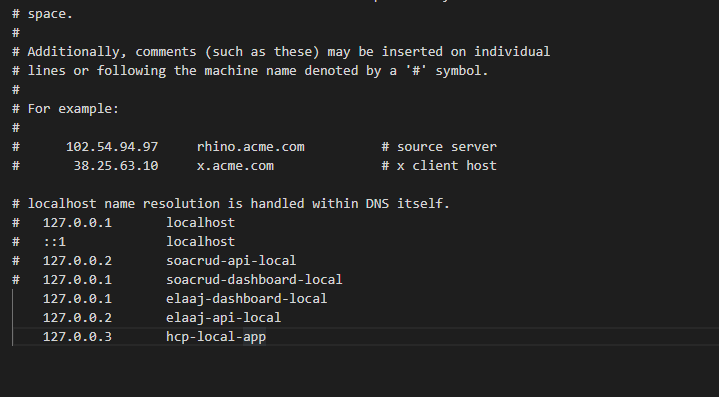 # space.
#
# Additionally, comments (such as these) may be inserted on individual
# lines or following the machine name denoted by a '#' symbol.
#
# For example:
#
#      102.54.94.97     rhino.acme.com          # source server
#       38.25.63.10     x.acme.com              # x client host

# localhost name resolution is handled within DNS itself.
#   127.0.0.1       localhost
#   ::1             localhost
#   127.0.0.2       soacrud-api-local
#   127.0.0.1       soacrud-dashboard-local
    127.0.0.1       elaaj-dashboard-local
    127.0.0.2       elaaj-api-local
    127.0.0.3       hcp-local-app